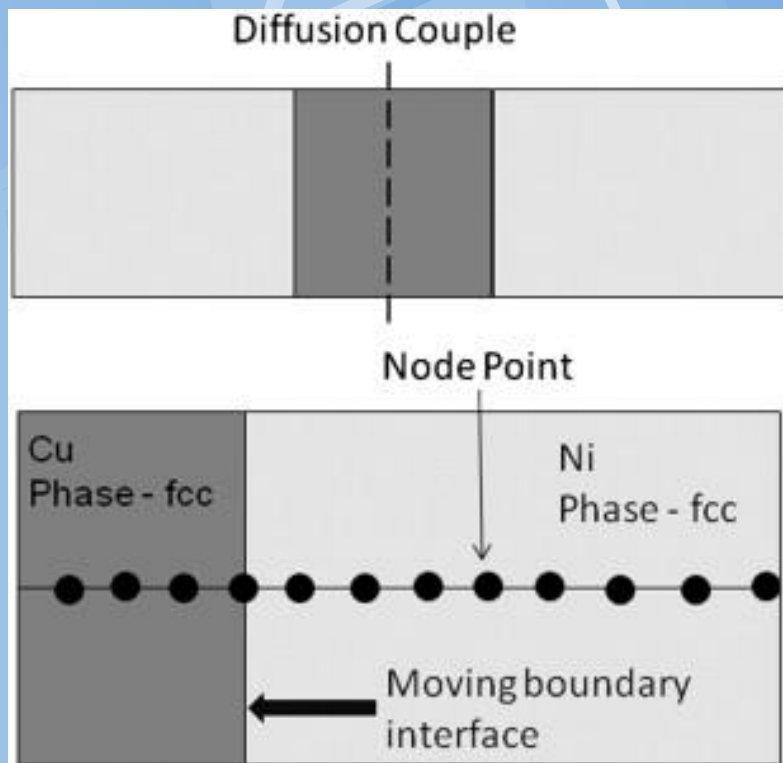 Diffusion Couple
Node Point
Cu
Phase - fcc
Ni
Phase - fcc
Moving boundary
interface